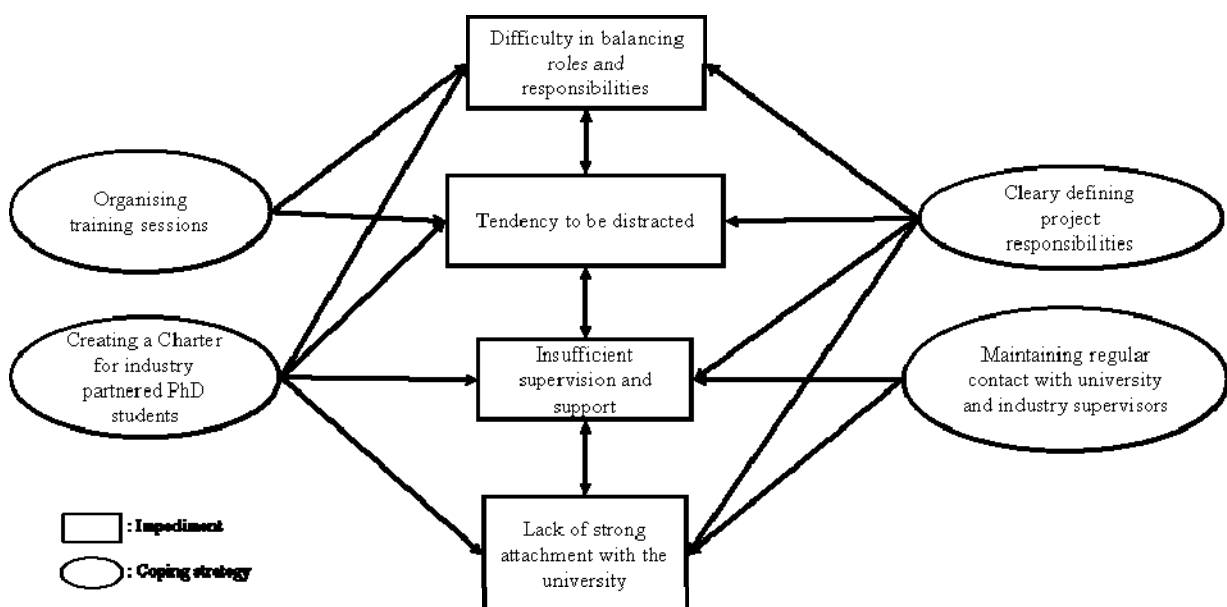 Difficulty in balancing
roles and
responsibilities
Organising
training sessions
Tendency to be distracted
Cleary defining
project
responsibilities
Creating a Charter
for industry
partnered PhD
students
Insufficient
supervision and
support
Maintaining regular
contact with university
and industry supervisors
Lack of strong
attachment with the
university
: Impediment
: Coping strategy